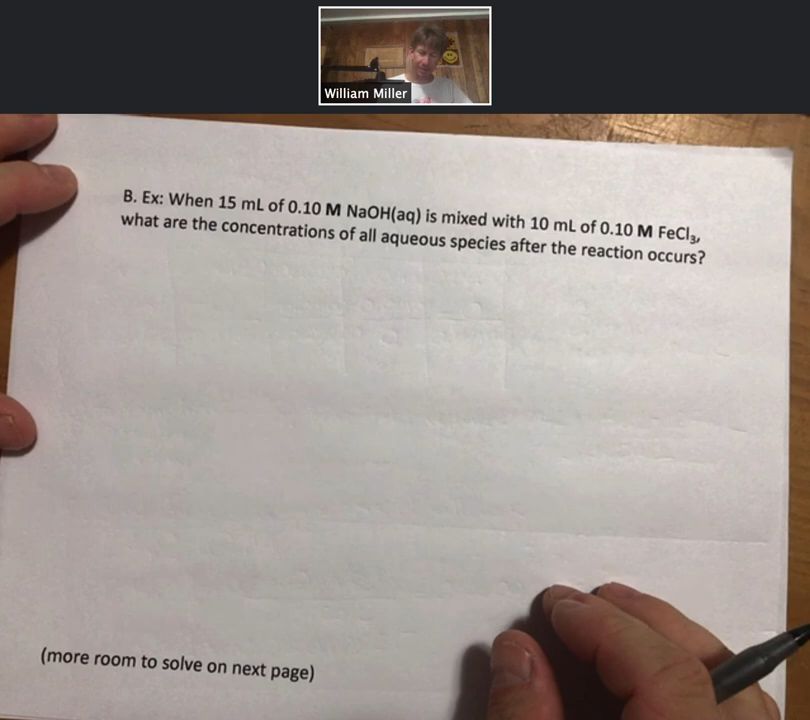 William Miller
B. Ex: When 15 mL of 0.10 M NaOH(aq) is mixed with 10 mL of 0.10 M FeCl₃,
what are the concentrations of all aqueous species after the reaction occurs?
(more room to solve on next page)